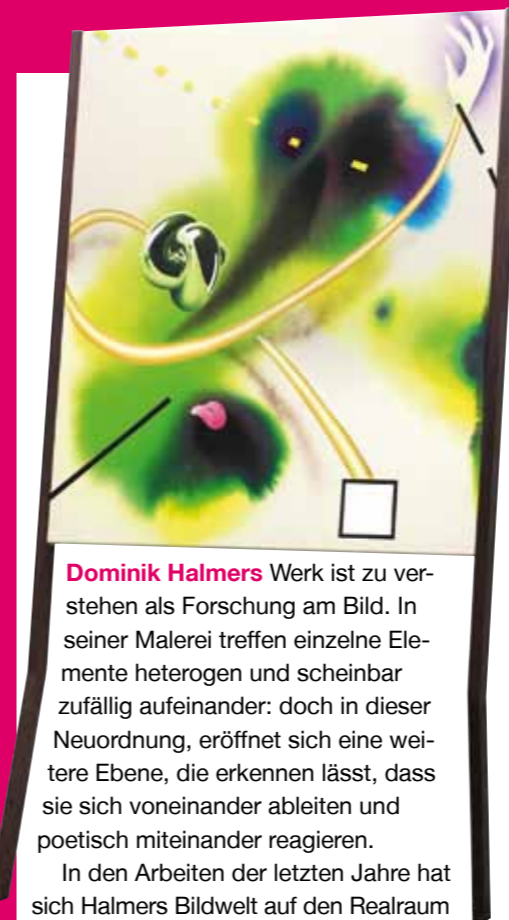 Dominik Halmers Werk ist zu ver-
stehen als Forschung am Bild. In
seiner Malerei treffen einzelne Ele-
mente heterogen und scheinbar
zufällig aufeinander: doch in dieser
Neuordnung, eröffnet sich eine wei-
tere Ebene, die erkennen lässt, dass
sie sich voneinander ableiten und
poetisch miteinander reagieren.
In den Arbeiten der letzten Jahre hat
sich Halmers Bildwelt auf den Realraum